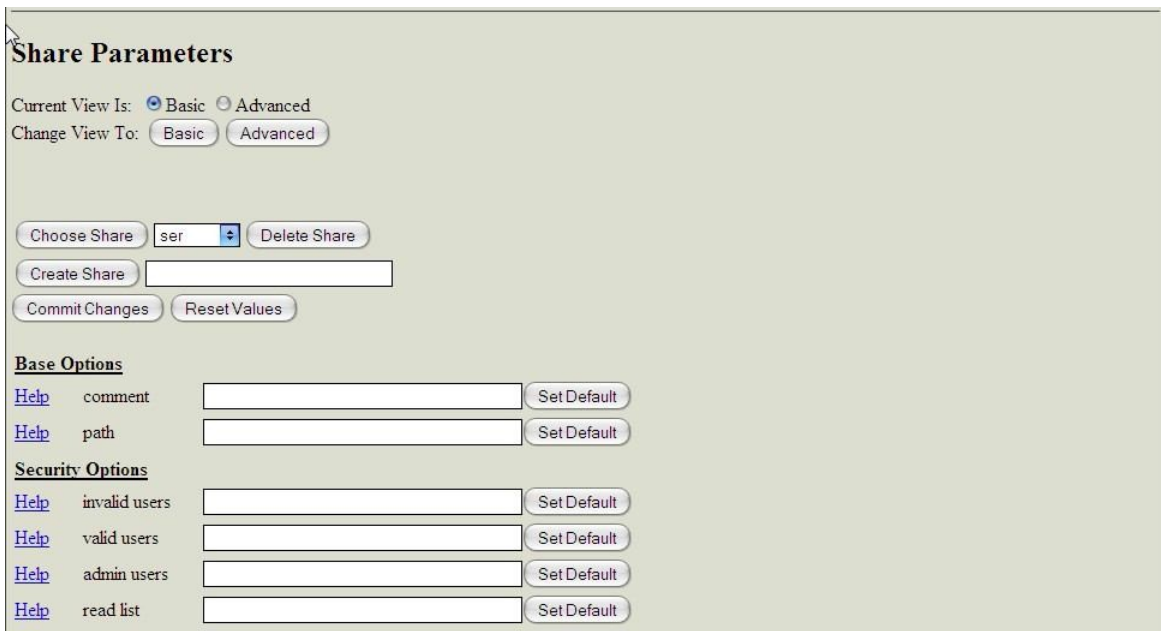 Share Parameters
Current View Is: Basic Advanced
Change View To: Basic Advanced
Choose Share ser Delete Share
Create Share
Commit Changes Reset Values
Base Options
Help comment Set Default
Help path Set Default
Security Options
Help invalid users Set Default
Help valid users Set Default
Help admin users Set Default
Help read list Set Default